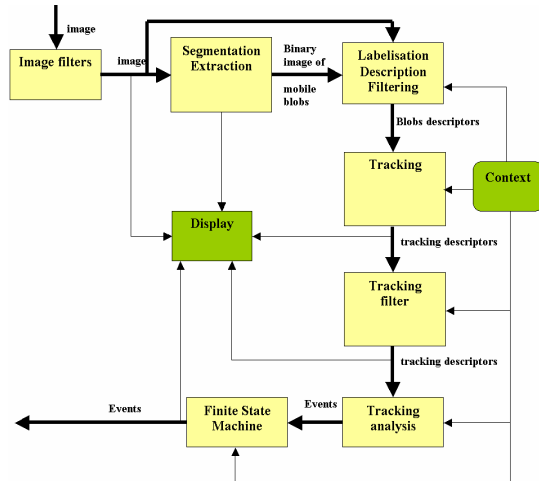 image
Image filters
image
Segmentation
Extraction
Binary
image of
mobile
blobs
Labelisation
Description
Filtering
Blobs descriptors
Tracking
Context
Display
tracking descriptors
Tracking
filter
tracking descriptors
Events
Finite State
Machine
Events
Tracking
analysis